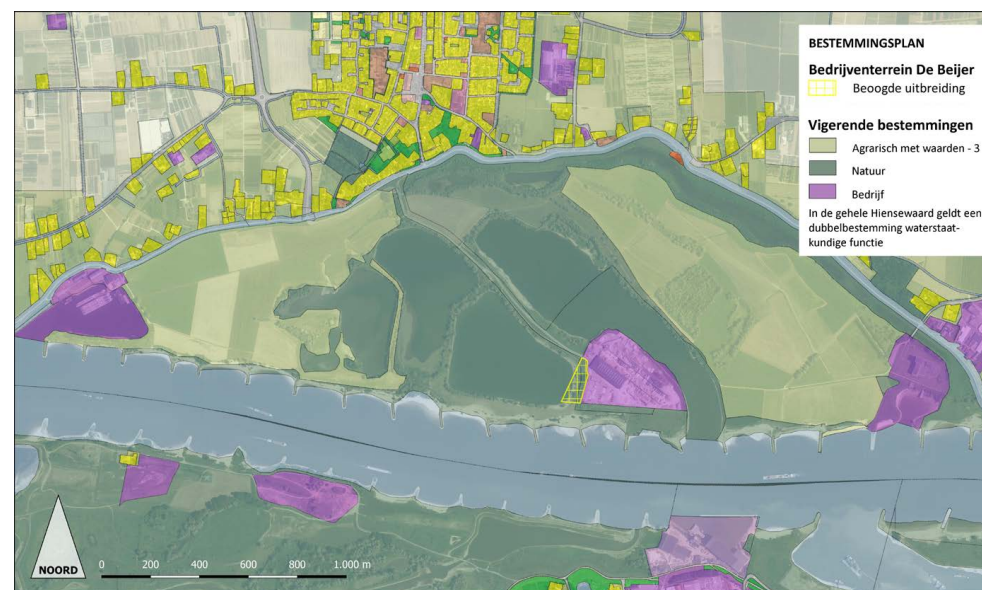 BESTEMMINGSPLAN
Bedrijventerrein De Beijer
Beoogde uitbreiding
Vigerende bestemmingen
Agrarisch met waarden - 3
Natuur
Bedrijf
In de gehele Hiensewaard geldt een
dubbelbestemming waterstaat-
kundige functie
NOORD
0 200 400 600 800 1.000 m